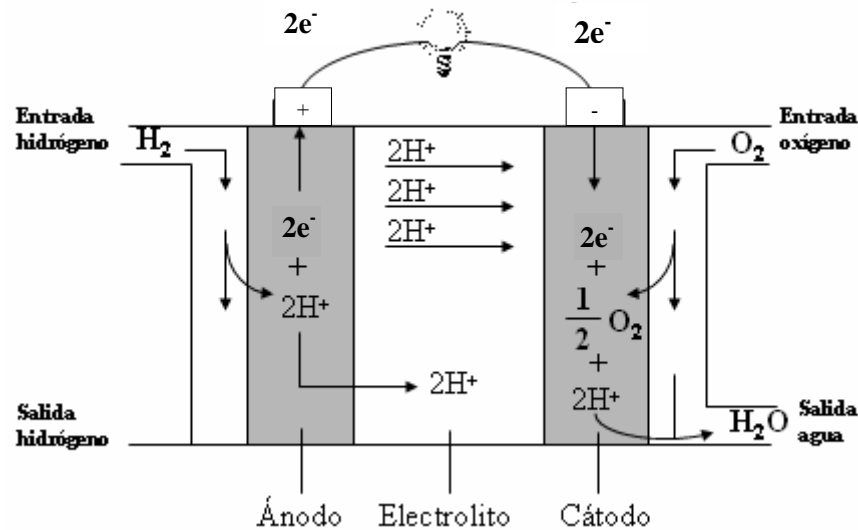 2e-
2e-
+
-
Entrada
hidrógeno
H2
2H+
2H+
2H+
Entrada
oxígeno
O2
2e-
+
2H+
2H+
2e-
+
1/2 O2
+
2H+
Salida
hidrógeno
H2O
Salida
agua
Ánodo
Electrolito
Cátodo